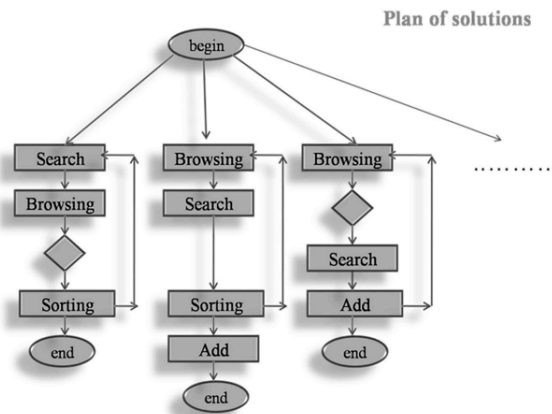 Plan of solutions
begin
Search
Browsing
Sorting
end
Browsing
Search
Sorting
Add
end
Browsing
Search
Add
end
...........